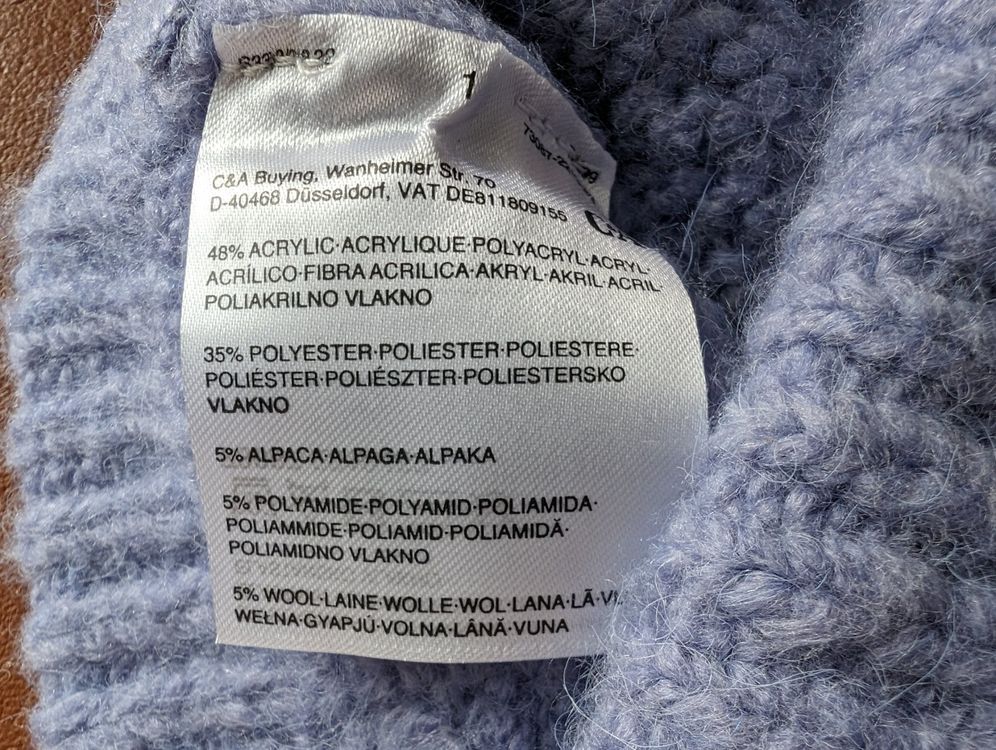 1
C&A Buying, Wanheimer Str. 70
D-40468 Düsseldorf, VAT DE811809156
48% ACRYLIC·ACRYLIQUE·POLYACRYL·ACRYL·
ACRÍLICO·FIBRA ACRILICA·AKRYL·AKRIL·ACRIL·
POLIAKRILNO VLAKNO
35% POLYESTER·POLIESTER·POLIESTERE·
POLIÉSTER·POLIÉSZTER·POLIESTERSKO
VLAKNO
5% ALPACA·ALPAGA·ALPAKA
5% POLYAMIDE·POLYAMID·POLIAMIDA·
POLIAMMIDE·POLIAMID·POLIAMIDĂ·
POLIAMIDNO VLAKNO
5% WOOL·LAINE·WOLLE·WOL·LANA·LÃ
WEŁNA·GYAPJÚ·VOLNA·LÂNĂ·VUNA